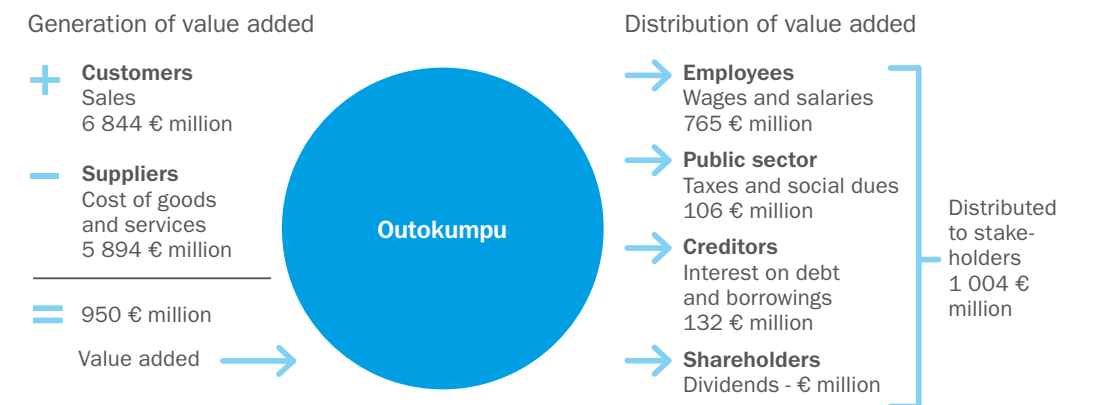 Generation of value added
Customers
Sales
6 844 € million
Suppliers
Cost of goods
and services
5 894 € million
950 € million
Value added
Outokumpu
Distribution of value added
Employees
Wages and salaries
765 € million
Public sector
Taxes and social dues
106 € million
Creditors
Interest on debt
and borrowings
132 € million
Shareholders
Dividends - € million
Distributed
to stake-
holders
1 004 €
million